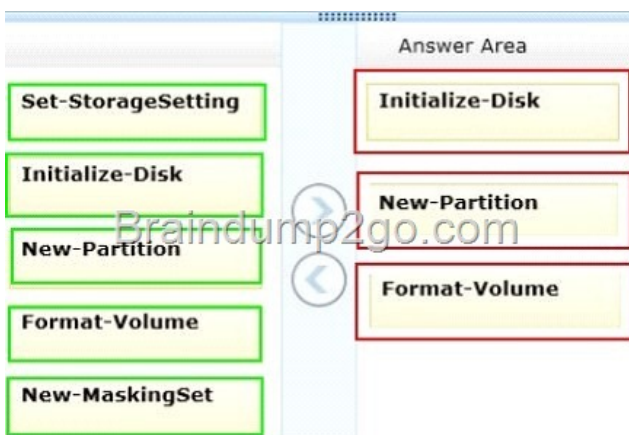 Answer Area
Set-StorageSetting
Initialize-Disk
New-Partition
Format-Volume
New-MaskingSet
Initialize-Disk
New-Partition
Format-Volume
Braindump2go.com